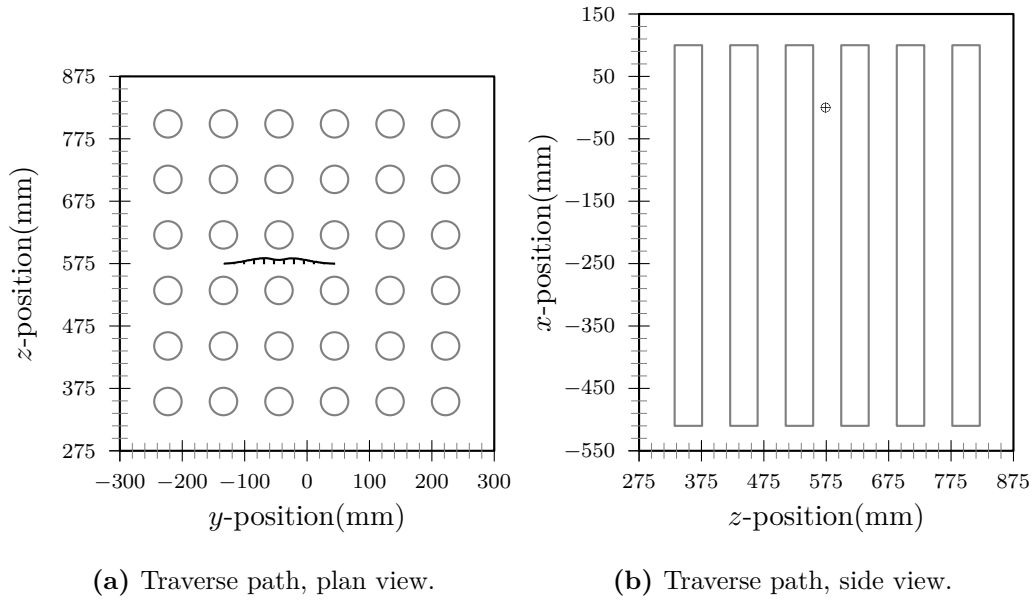 875
775
675
575
475
375
275
−300 −200 −100 0 100 200 300
y-position(mm)
z-position(mm)
(a) Traverse path, plan view.
150
50
−50
−150
−250
−350
−450
−550
275 375 475 575 675 775 875
z-position(mm)
x-position(mm)
(b) Traverse path, side view.